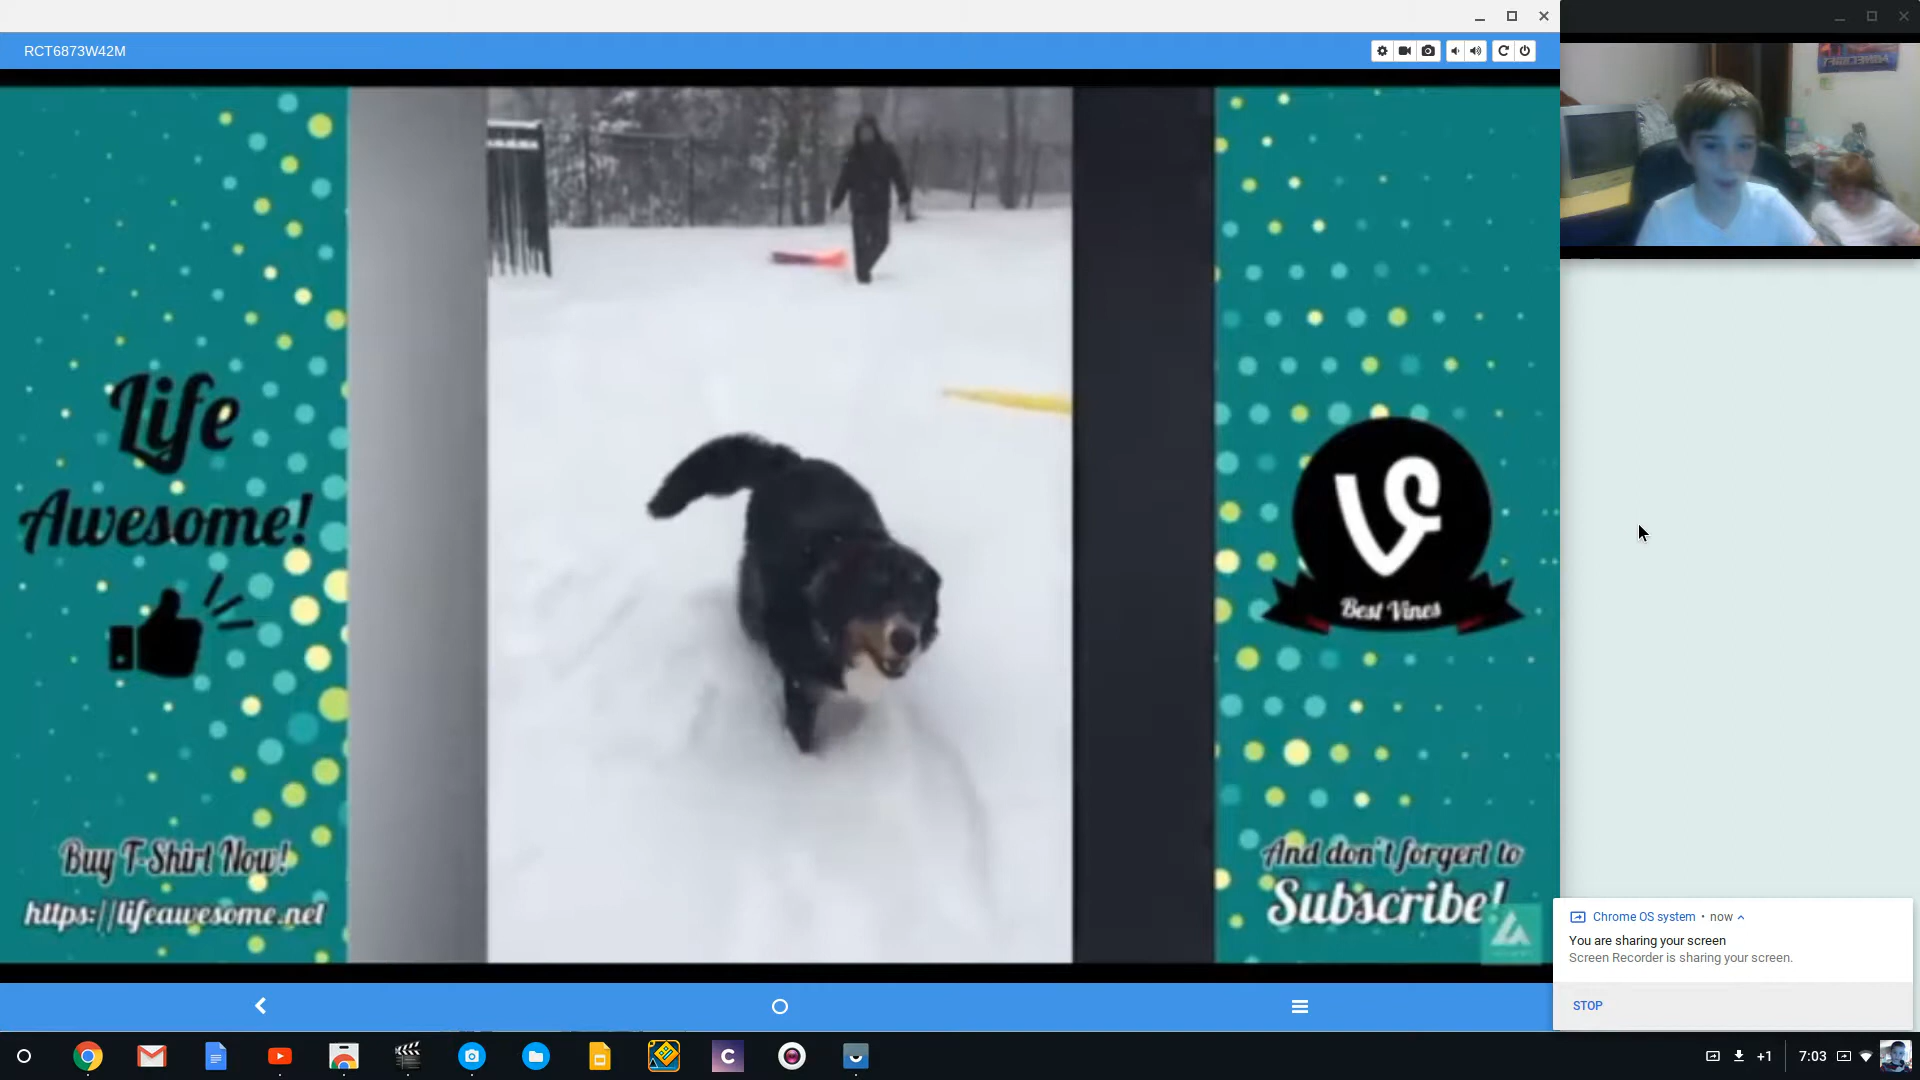 RCT6873W42M
MINECRAFT
Life
Awesome!
Best Vines
Buy T-Shirt Now!
https://lifeawesome.net
And don't forgert to
Subscribe!
Chrome OS system • now
You are sharing your screen
Screen Recorder is sharing your screen.
STOP
C
+1
7:03